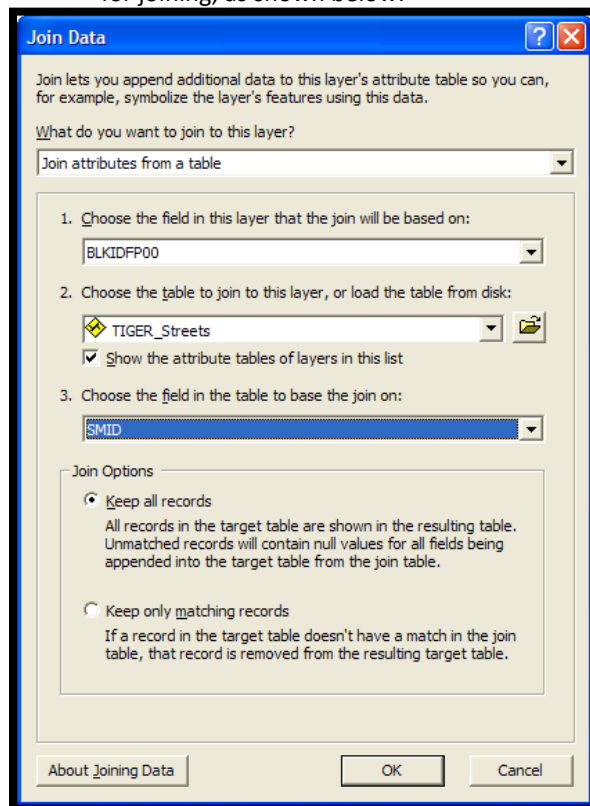 for joining, as shown below.
Join Data
Join lets you append additional data to this layer's attribute table so you can,
for example, symbolize the layer's features using this data.
What do you want to join to this layer?
Join attributes from a table
1. Choose the field in this layer that the join will be based on:
BLKIDFP00
2. Choose the table to join to this layer, or load the table from disk:
TIGER_Streets
Show the attribute tables of layers in this list
3. Choose the field in the table to base the join on:
SMID
Join Options
Keep all records
All records in the target table are shown in the resulting table.
Unmatched records will contain null values for all fields being
appended into the target table from the join table.
Keep only matching records
If a record in the target table doesn't have a match in the join
table, that record is removed from the resulting target table.
About Joining Data
OK
Cancel